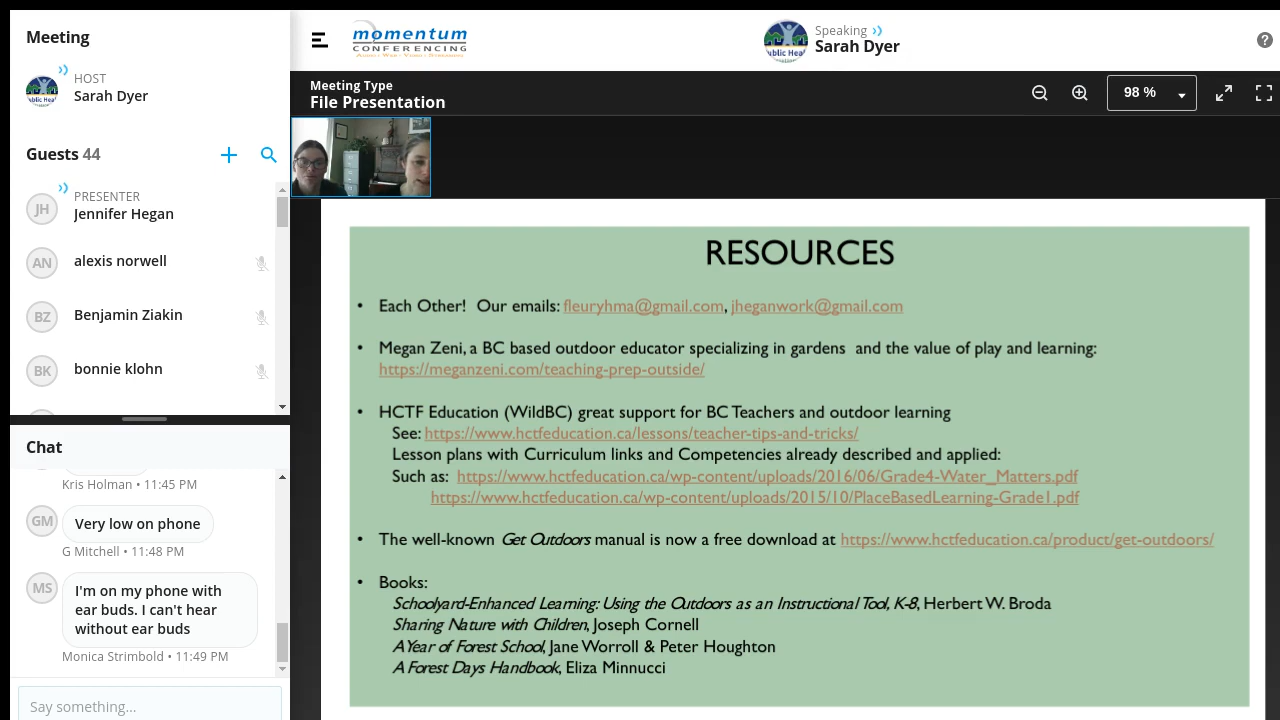 Meeting
HOST
Sarah Dyer
Guests 44
JH
PRESENTER
Jennifer Hegan
AN
alexis norwell
BZ
Benjamin Ziakin
BK
bonnie klohn
Chat
Kris Holman • 11:45 PM
GM
Very low on phone
G Mitchell • 11:48 PM
MS
I'm on my phone with
ear buds. I can't hear
without ear buds
Monica Strimbold • 11:49 PM
Say something...
momentum
CONFERENCING
Speaking
Sarah Dyer
Meeting Type
File Presentation
98 %
RESOURCES
• Each Other! Our emails: fleuryhma@gmail.com, jheganwork@gmail.com
• Megan Zeni, a BC based outdoor educator specializing in gardens and the value of play and learning:
https://meganzeni.com/teaching-prep-outside/
• HCTF Education (WildBC) great support for BC Teachers and outdoor learning
See: https://www.hctfeducation.ca/lessons/teacher-tips-and-tricks/
Lesson plans with Curriculum links and Competencies already described and applied:
Such as: https://www.hctfeducation.ca/wp-content/uploads/2016/06/Grade4-Water_Matters.pdf
https://www.hctfeducation.ca/wp-content/uploads/2015/10/PlaceBasedLearning-Grade1.pdf
• The well-known Get Outdoors manual is now a free download at https://www.hctfeducation.ca/product/get-outdoors/
• Books:
Schoolyard-Enhanced Learning: Using the Outdoors as an Instructional Tool, K-8, Herbert W. Broda
Sharing Nature with Children, Joseph Cornell
A Year of Forest School, Jane Worroll & Peter Houghton
A Forest Days Handbook, Eliza Minnucci